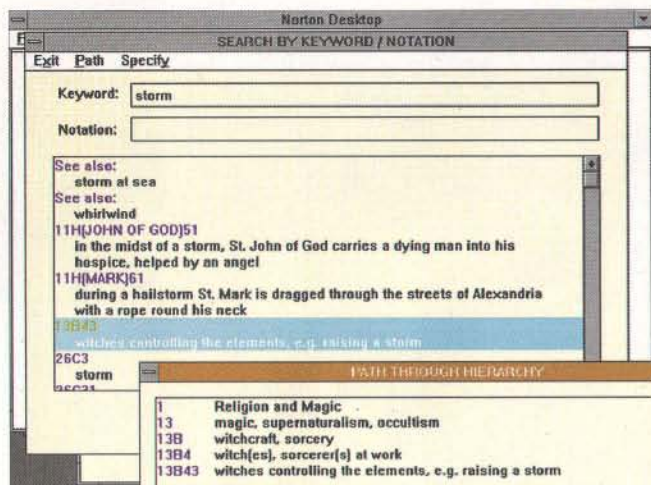 Norton Desktop
SEARCH BY KEYWORD / NOTATION
Exit Path Specify
Keyword: storm
Notation:
See also:
storm at sea
See also:
whirlwind
11H(JOHN OF GOD)51
in the midst of a storm, St. John of God carries a dying man into his
hospice, helped by an angel
11H(MARK)61
during a hailstorm St. Mark is dragged through the streets of Alexandria
with a rope round his neck
13B43
witches controlling the elements, e.g. raising a storm
26C3
storm
26C31
PATH THROUGH HIERARCHY
1 Religion and Magic
13 magic, supernaturalism, occultism
13B witchcraft, sorcery
13B4 witch(es), sorcerer(s) at work
13B43 witches controlling the elements, e.g. raising a storm